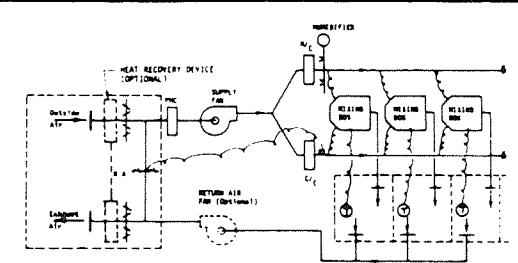 HUMIDIFIER
H/C
HEAT RECOVERY DEVICE
(OPTIONAL)
SUPPLY
FAN
PHC
Outside
Air
MIXING
BOX
MIXING
BOX
MIXING
BOX
R A
C/C
RETURN AIR
FAN (Optional)
Exhaust
Air
T
T
T